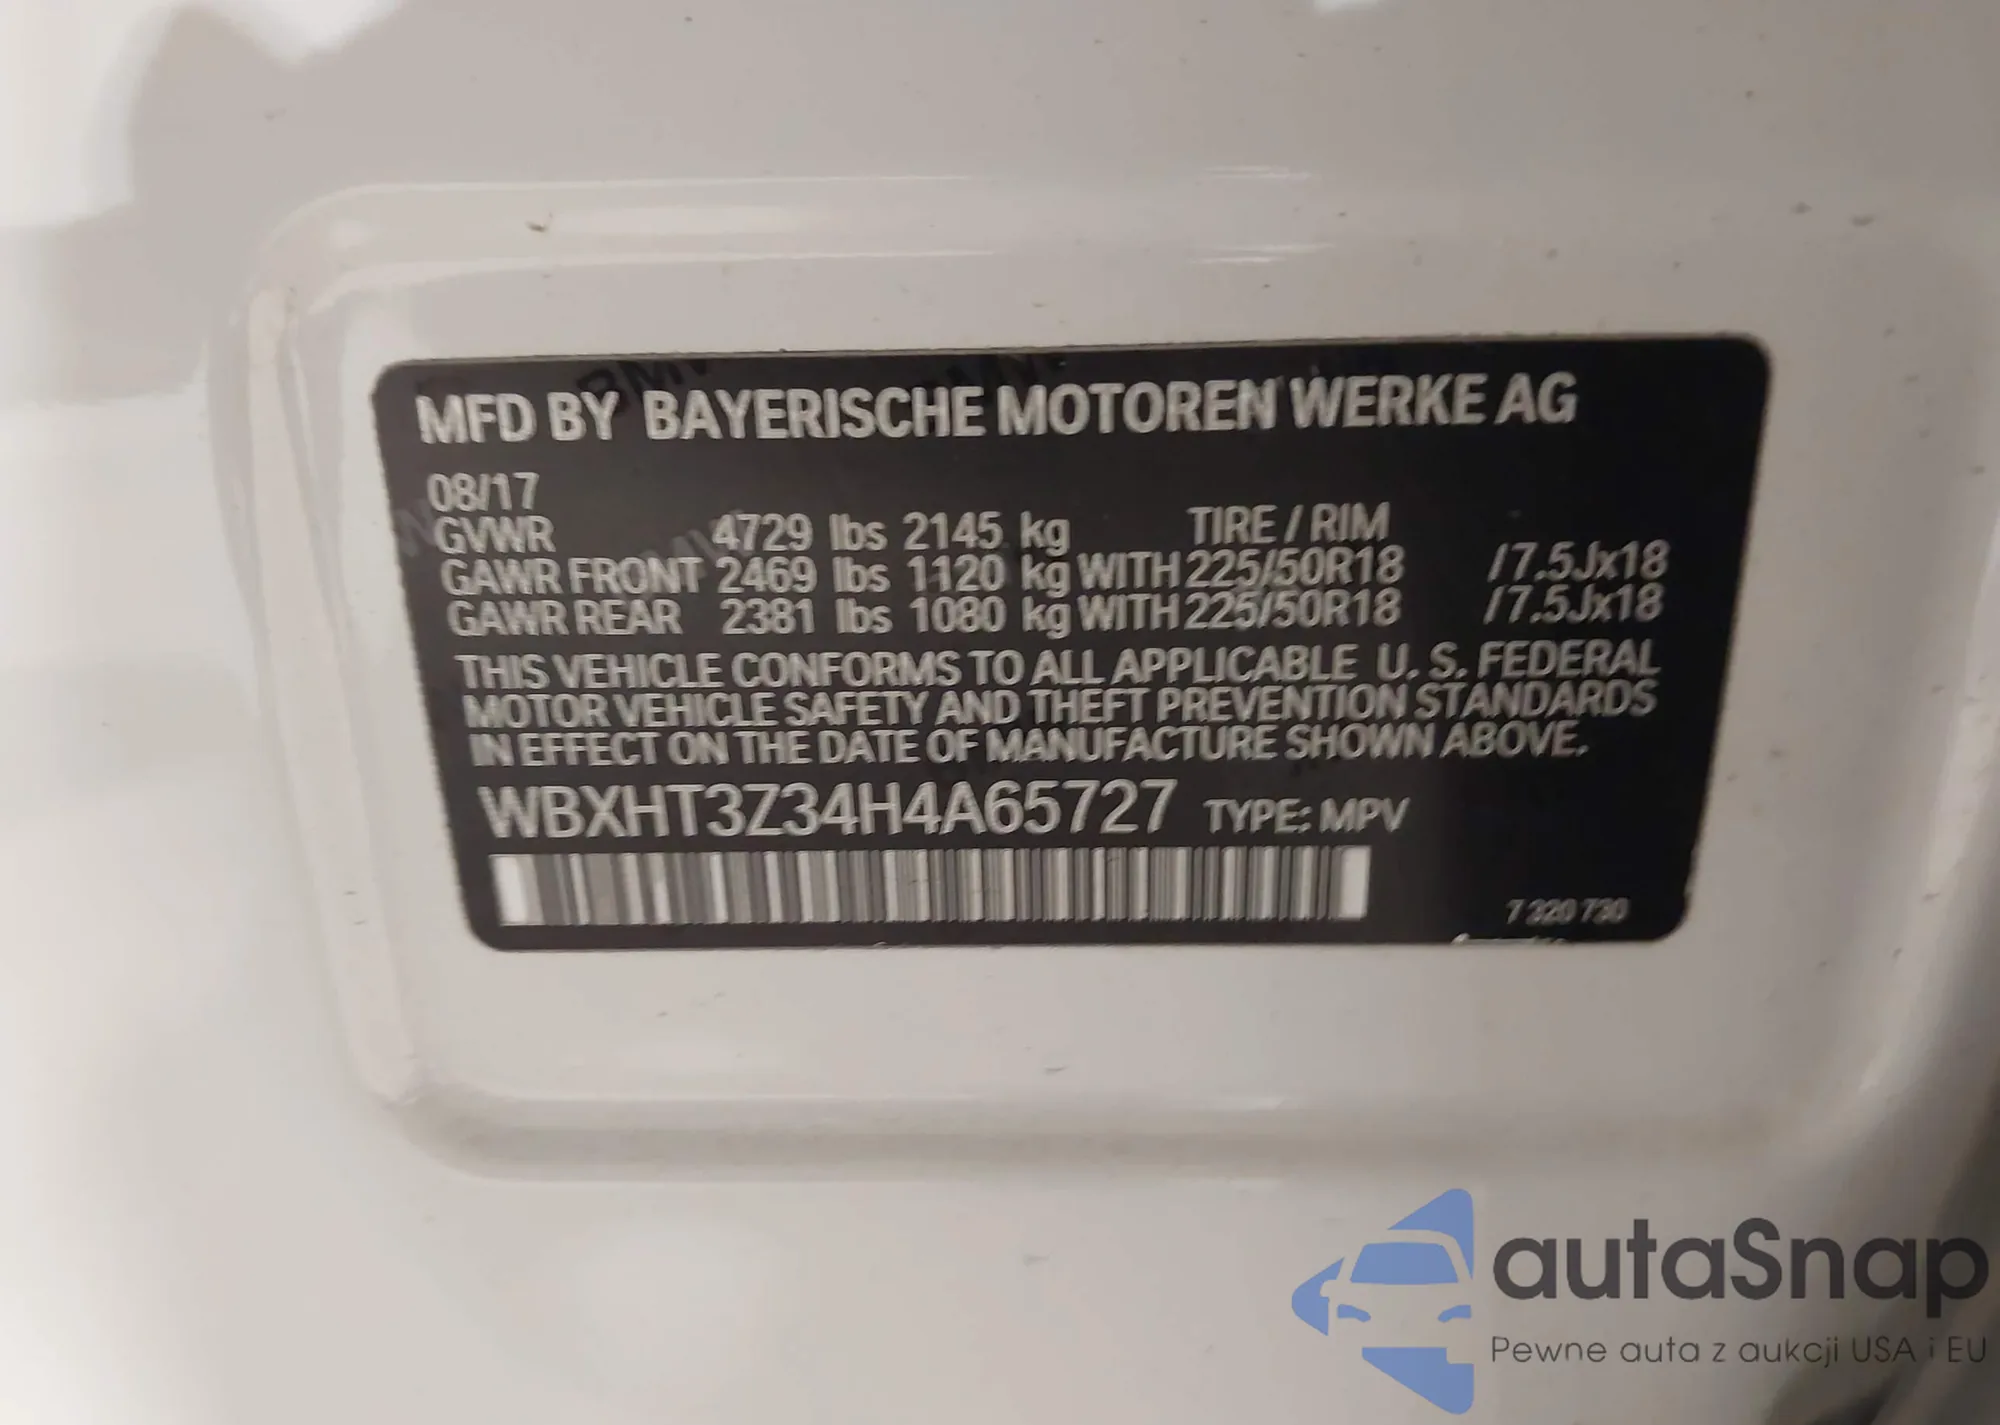 MFD BY BAYERISCHE MOTOREN WERKE AG
08/17
GVWR 4729 lbs 2145 kg TIRE / RIM
GAWR FRONT 2469 lbs 1120 kg WITH 225/50R18 /7.5Jx18
GAWR REAR 2381 lbs 1080 kg WITH 225/50R18 /7.5Jx18
THIS VEHICLE CONFORMS TO ALL APPLICABLE U. S. FEDERAL
MOTOR VEHICLE SAFETY AND THEFT PREVENTION STANDARDS
IN EFFECT ON THE DATE OF MANUFACTURE SHOWN ABOVE.
WBXHT3Z34H4A65727 TYPE: MPV
7 320 730
autaSnap
Pewne auta z aukcji USA i EU